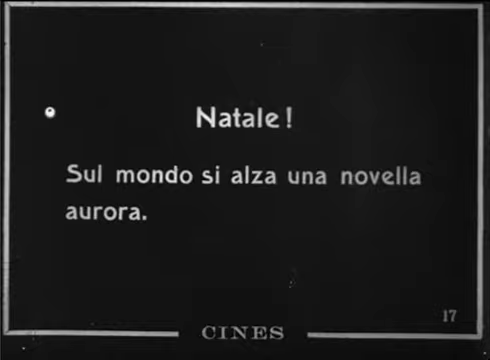 Natale!
Sul mondo si alza una novella
aurora.
17
CINES